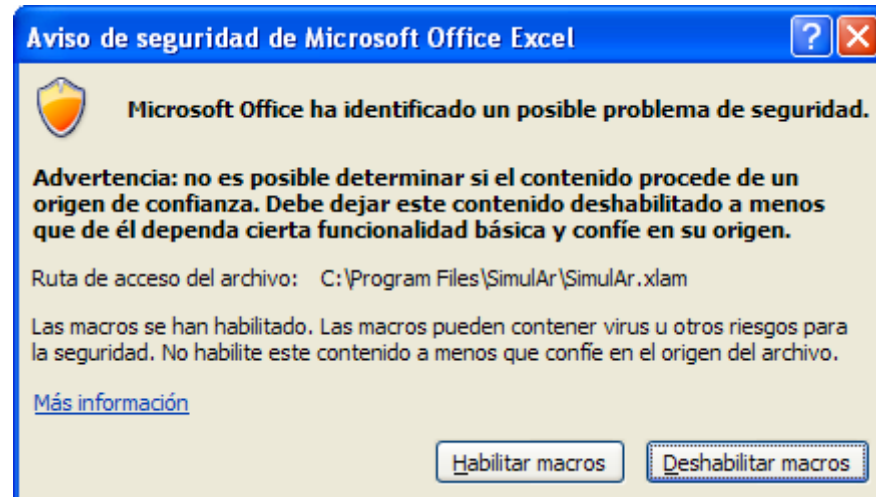 Aviso de seguridad de Microsoft Office Excel
Microsoft Office ha identificado un posible problema de seguridad.
Advertencia: no es posible determinar si el contenido procede de un
origen de confianza. Debe dejar este contenido deshabilitado a menos
que de él dependa cierta funcionalidad básica y confíe en su origen.
Ruta de acceso del archivo: C:\Program Files\SimulAr\SimulAr.xlam
Las macros se han habilitado. Las macros pueden contener virus u otros riesgos para
la seguridad. No habilite este contenido a menos que confíe en el origen del archivo.
Más información
Habilitar macros Deshabilitar macros